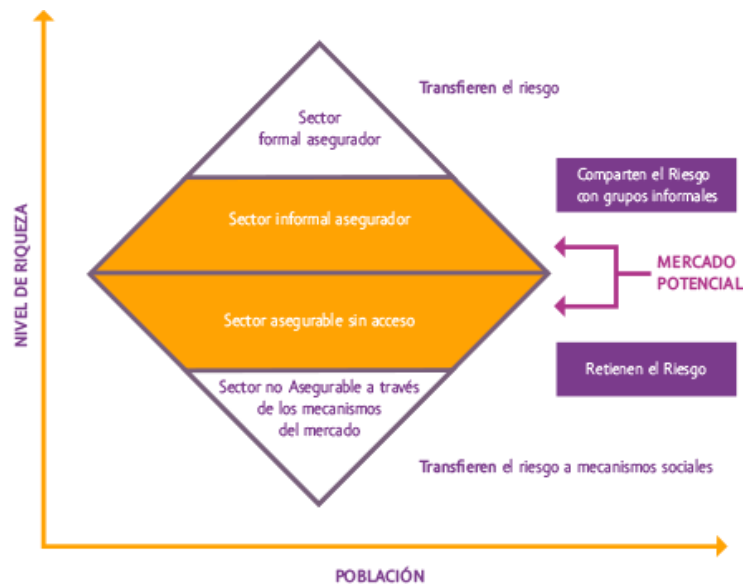 Transfieren el riesgo
Sector
formal asegurador
Comparten el Riesgo
con grupos informales
Sector informal asegurador
MERCADO
POTENCIAL
Sector asegurable sin acceso
Retienen el Riesgo
Sector no Asegurable a través
de los mecanismos
del mercado
Transfieren el riesgo a mecanismos sociales
NIVEL DE RIQUEZA
POBLACIÓN